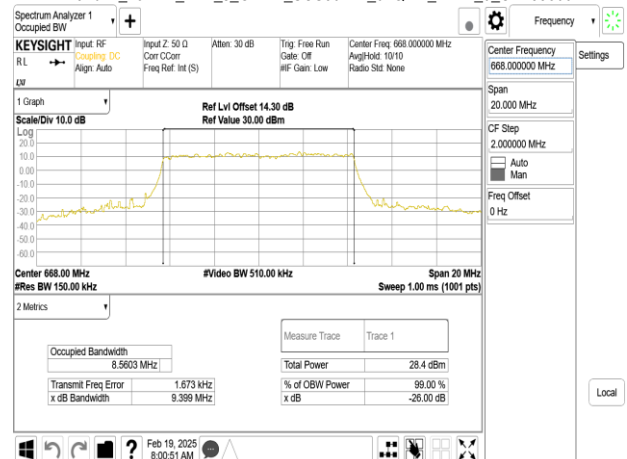 Spectrum Analyzer 1
Occupied BW
Frequency
KEYSIGHT
RL
LXI
Input: RF
Coupling: DC
Align: Auto
Input Z: 50 Ω
Corr CCorr
Freq Ref: Int (S)
Atten: 30 dB
Trig: Free Run
Gate: Off
#IF Gain: Low
Center Freq: 668.000000 MHz
Avg|Hold: 10/10
Radio Std: None
Center Frequency
668.000000 MHz
Settings
Span
20.000 MHz
CF Step
2.000000 MHz
Auto
Man
Freq Offset
0 Hz
Local
1 Graph
Scale/Div 10.0 dB
Ref Lvl Offset 14.30 dB
Ref Value 30.00 dBm
Log
20.0
10.0
0.00
-10.0
-20.0
-30.0
-40.0
-50.0
-60.0
Center 668.00 MHz
#Res BW 150.00 kHz
#Video BW 510.00 kHz
Span 20 MHz
Sweep 1.00 ms (1001 pts)
2 Metrics
Measure Trace Trace 1
Occupied Bandwidth
8.5603 MHz
Total Power 28.4 dBm
Transmit Freq Error 1.673 kHz
% of OBW Power 99.00 %
x dB Bandwidth 9.399 MHz
x dB -26.00 dB
?
Feb 19, 2025
8:00:51 AM